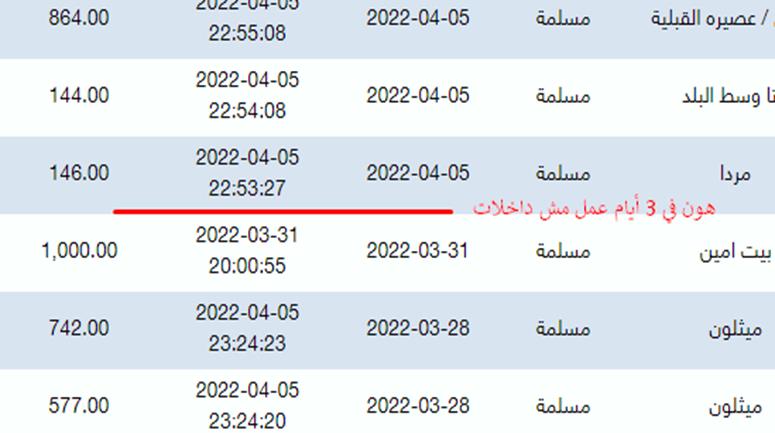 / عصيره القبلية مسلمة 2022-04-05 2022-04-05 22:55:08 864.00
وسط البلد مسلمة 2022-04-05 2022-04-05 22:54:08 144.00
مردا مسلمة 2022-04-05 2022-04-05 22:53:27 146.00
هون في 3 أيام عمل مش داخلات
بيت امين مسلمة 2022-03-31 2022-03-31 20:00:55 1,000.00
ميثلون مسلمة 2022-03-28 2022-04-05 23:24:23 742.00
ميثلون مسلمة 2022-03-28 2022-04-05 23:24:20 577.00